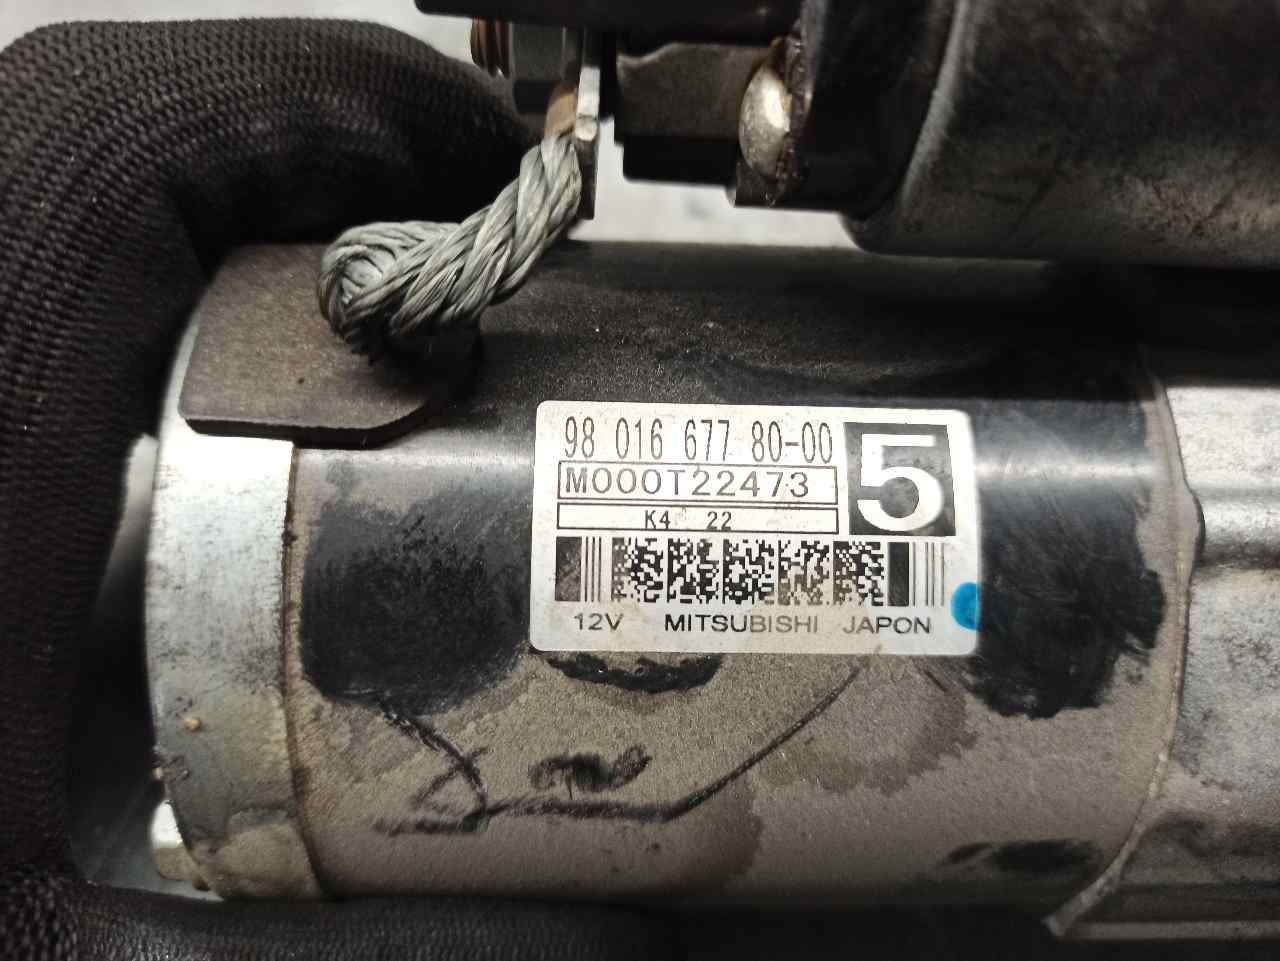 98 016 677 80-00
5
M000T22473
K4 22
12V MITSUBISHI JAPON